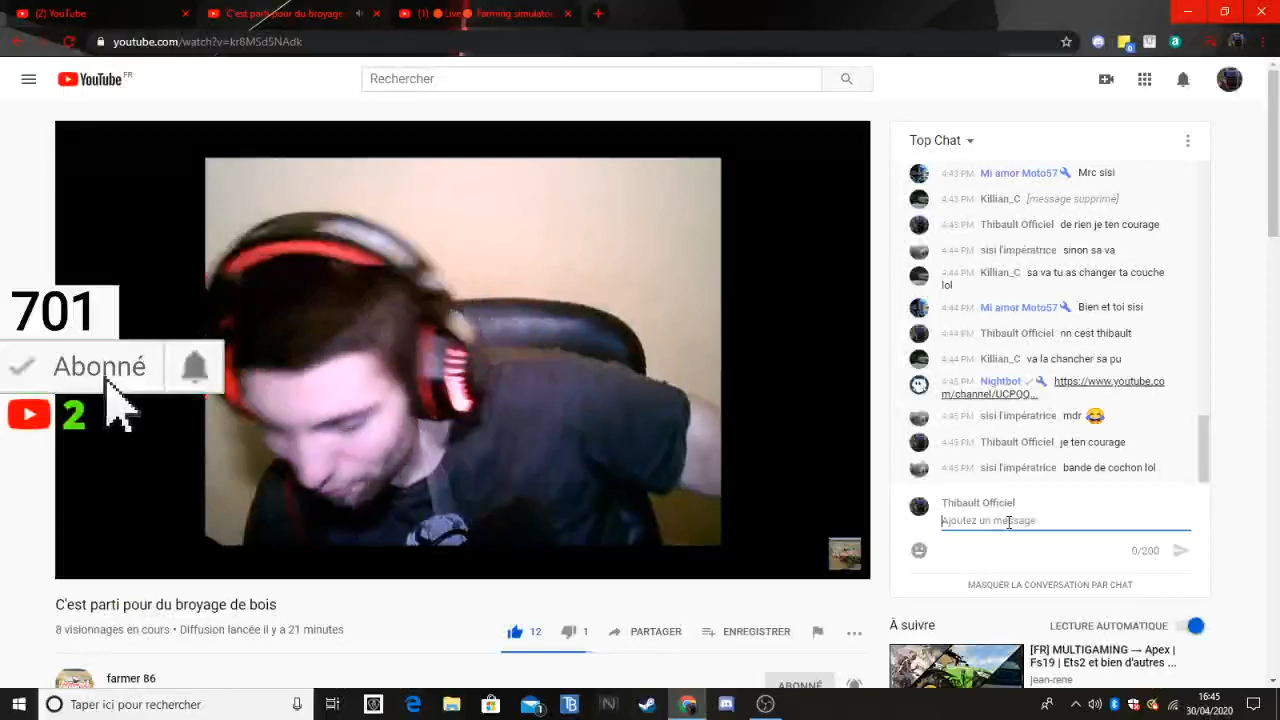 (2) YouTube
C'est parti pour du broyage
(1) 🔴 Live 🔴 Farming simulato
youtube.com/watch?v=kr8MSd5NAdk
YouTube FR
Rechercher
Top Chat
4:43 PM Mi amor Moto57 Mrc sisi
4:43 PM Killian_C [message supprimé]
4:43 PM Thibault Officiel de rien je ten courage
4:44 PM sisi l'impératrice sinon sa va
4:44 PM Killian_C sa va tu as changer ta couche
lol
4:44 PM Mi amor Moto57 Bien et toi sisi
4:44 PM Thibault Officiel nn cest thibault
4:44 PM Killian_C va la chancher sa pu
4:45 PM Nightbot https://www.youtube.co
m/channel/UCPQQ...
4:45 PM sisi l'impératrice mdr 😂
4:45 PM Thibault Officiel je ten courage
4:45 PM sisi l'impératrice bande de cochon lol
Thibault Officiel
Ajoutez un message
0/200
MASQUER LA CONVERSATION PAR CHAT
701
Abonné
2
C'est parti pour du broyage de bois
8 visionnages en cours • Diffusion lancée il y a 21 minutes
12
1
PARTAGER
ENREGISTRER
farmer 86
ABONNÉ
À suivre
LECTURE AUTOMATIQUE
[FR] MULTIGAMING → Apex |
Fs19 | Ets2 et bien d'autres ...
jean-rene
Taper ici pour rechercher
16:45
30/04/2020